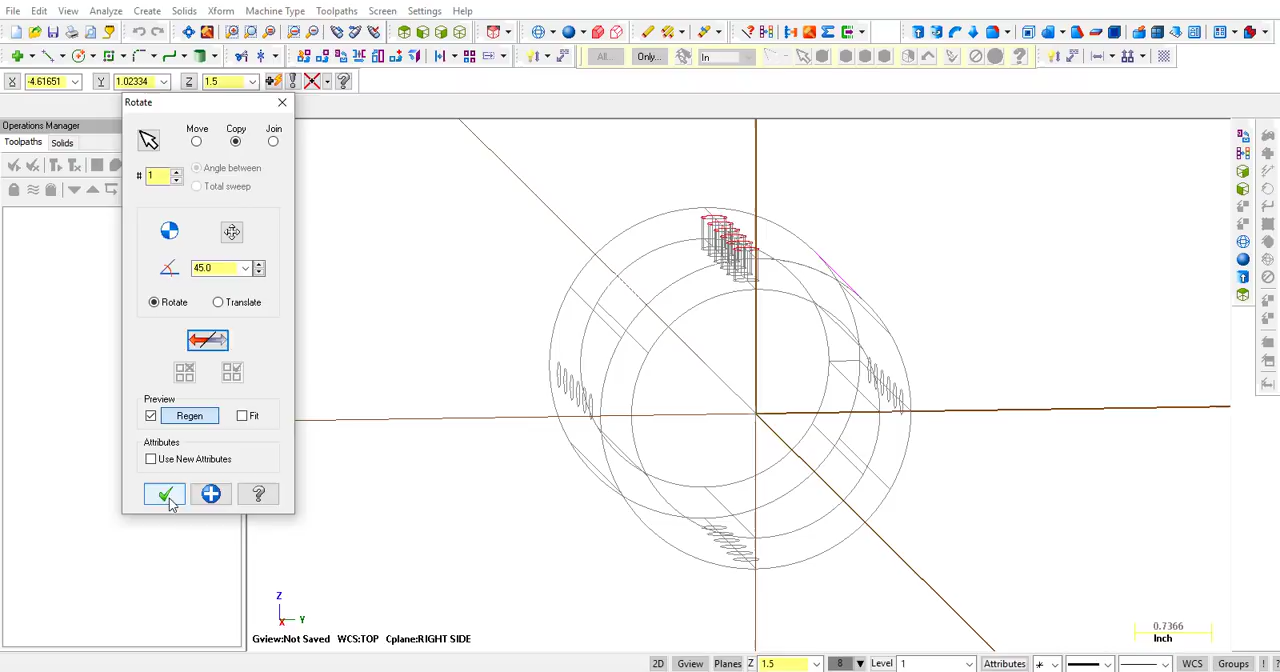 File Edit View Analyze Create Solids Xform Machine Type Toolpaths Screen Settings Help
All... Only... In
X -4.61651 Y 1.02334 Z 1.5
Rotate
Operations Manager
Toolpaths Solids
Move Copy Join
# 1
Angle between
Total sweep
45.0
Rotate Translate
Preview
Regen Fit
Attributes
Use New Attributes
Z
X Y
Gview:Not Saved WCS:TOP Cplane:RIGHT SIDE
0.7366
Inch
2D Gview Planes Z 1.5 8 Level 1 Attributes WCS Groups ! ?